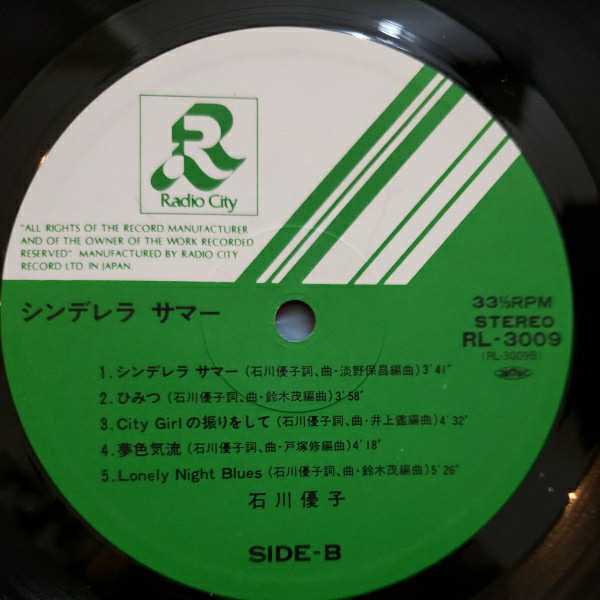 R
Radio City
"ALL RIGHTS OF THE RECORD MANUFACTURER
AND OF THE OWNER OF THE WORK RECORDED
RESERVED" MANUFACTURED BY RADIO CITY
RECORD LTD. IN JAPAN.
シンデレラ サマー
33⅓RPM
STEREO
RL-3009
(RL-3009B)
1. シンデレラ サマー (石川優子詞、曲・淡野保昌編曲) 3'41"
2. ひみつ (石川優子詞、曲・鈴木茂編曲) 3'58"
3. City Girlの振りをして (石川優子詞、曲・井上鑑編曲) 4'32"
4. 夢色気流 (石川優子詞、曲・戸塚修編曲) 4'18"
5. Lonely Night Blues (石川優子詞、曲・鈴木茂編曲) 5'26"
石川優子
SIDE-B